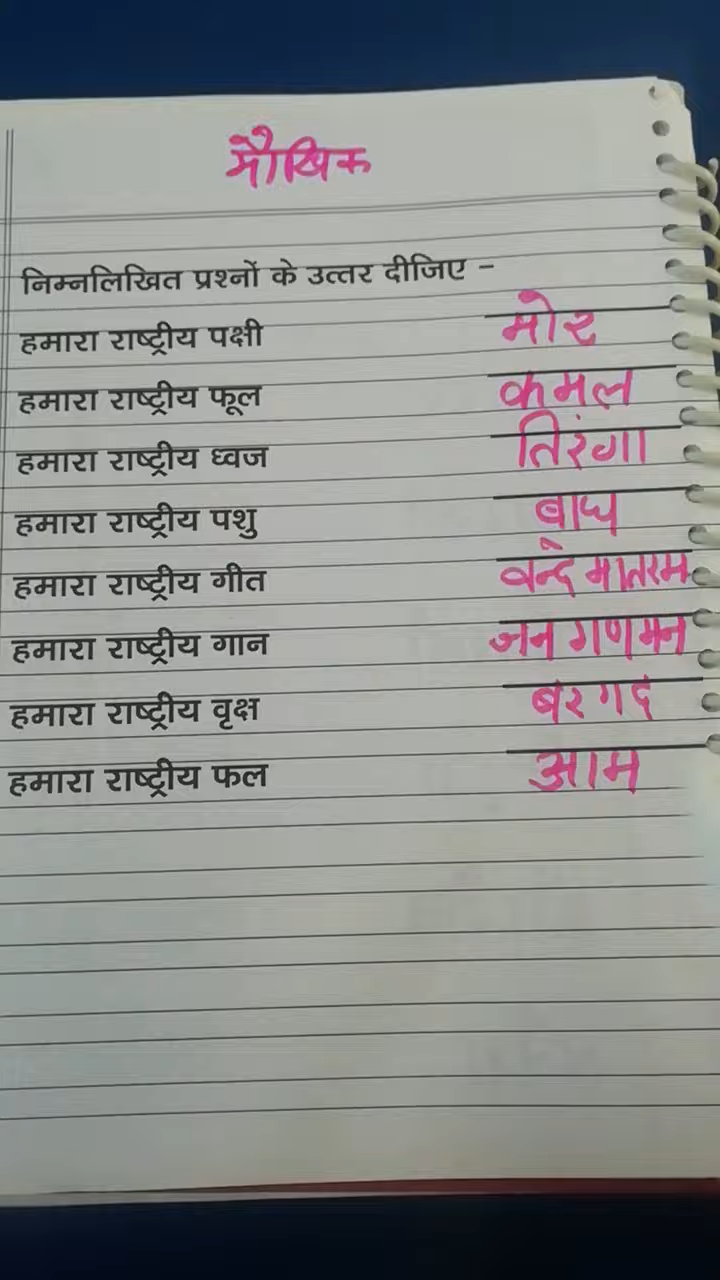 मौखिक
निम्नलिखित प्रश्नों के उत्तर दीजिए –
हमारा राष्ट्रीय पक्षी मोर
हमारा राष्ट्रीय फूल कमल
हमारा राष्ट्रीय ध्वज तिरंगा
हमारा राष्ट्रीय पशु बाघ
हमारा राष्ट्रीय गीत वन्दे मातरम
हमारा राष्ट्रीय गान जन गण मन
हमारा राष्ट्रीय वृक्ष बरगद
हमारा राष्ट्रीय फल आम